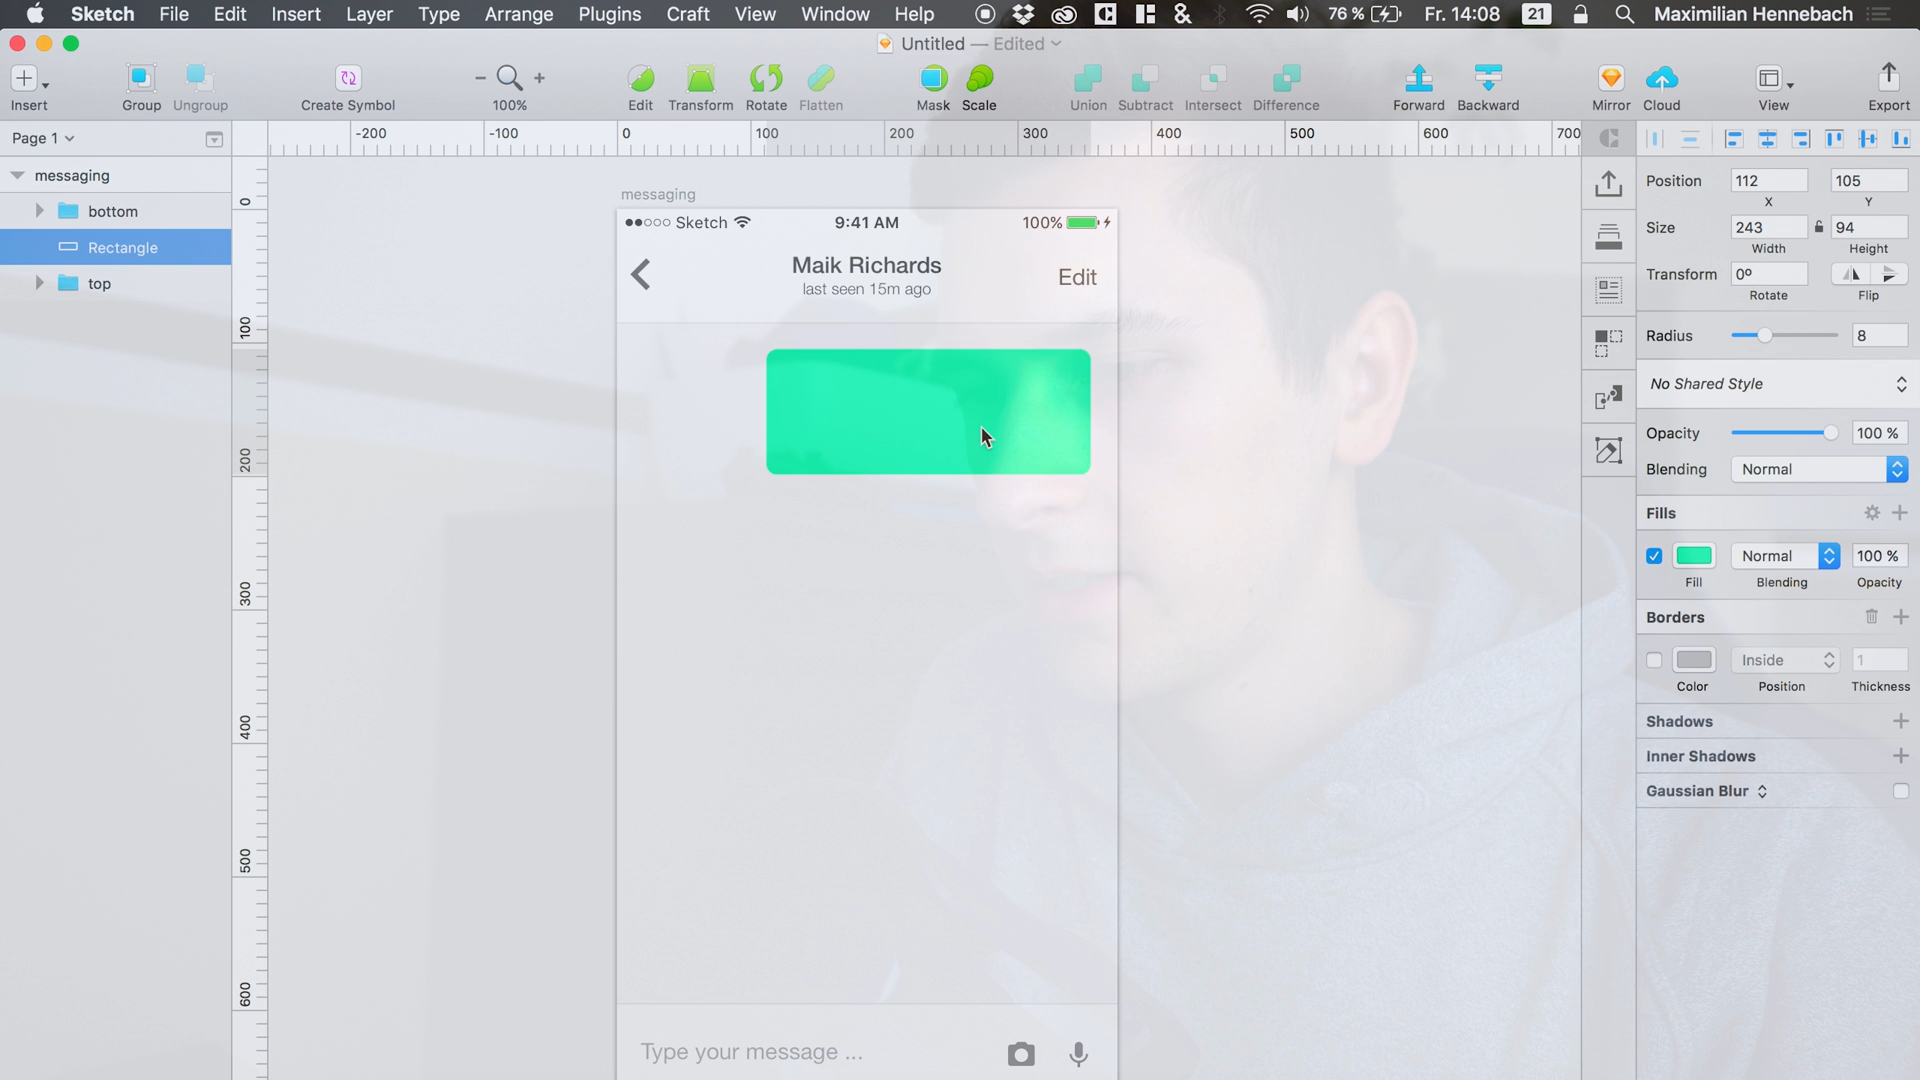 Sketch File Edit Insert Layer Type Arrange Plugins Craft View Window Help 76 % Fr. 14:08 21 Maximilian Hennebach
Untitled — Edited
Insert Group Ungroup Create Symbol 100% Edit Transform Rotate Flatten Mask Scale Union Subtract Intersect Difference Forward Backward Mirror Cloud View Export
Page 1
-200 -100 0 100 200 300 400 500 600 700
messaging
bottom
Rectangle
top
0
100
200
300
400
500
600
messaging
Sketch 9:41 AM 100%
Maik Richards
last seen 15m ago
Edit
Type your message ...
Position 112 105
X Y
Size 243 94
Width Height
Transform 0º
Rotate Flip
Radius 8
No Shared Style
Opacity 100 %
Blending Normal
Fills
Normal 100 %
Fill Blending Opacity
Borders
Inside 1
Color Position Thickness
Shadows
Inner Shadows
Gaussian Blur